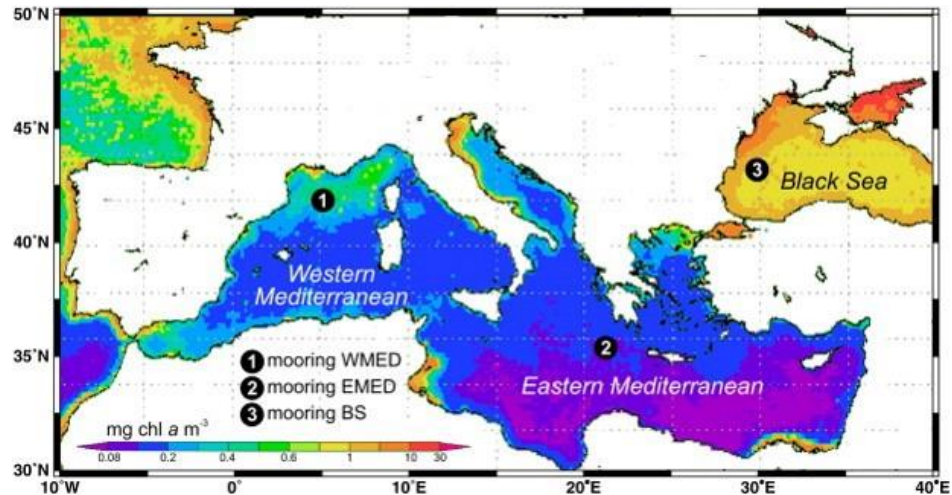 50˚N
45˚N
40˚N
35˚N
30˚N
Black Sea
Western
Mediterranean
Eastern Mediterranean
1
2
3
1 mooring WMED
2 mooring EMED
3 mooring BS
mg chl a m-3
0.08 0.2 0.4 0.6 1 10 30
10˚W 0˚ 10˚E 20˚E 30˚E 40˚E